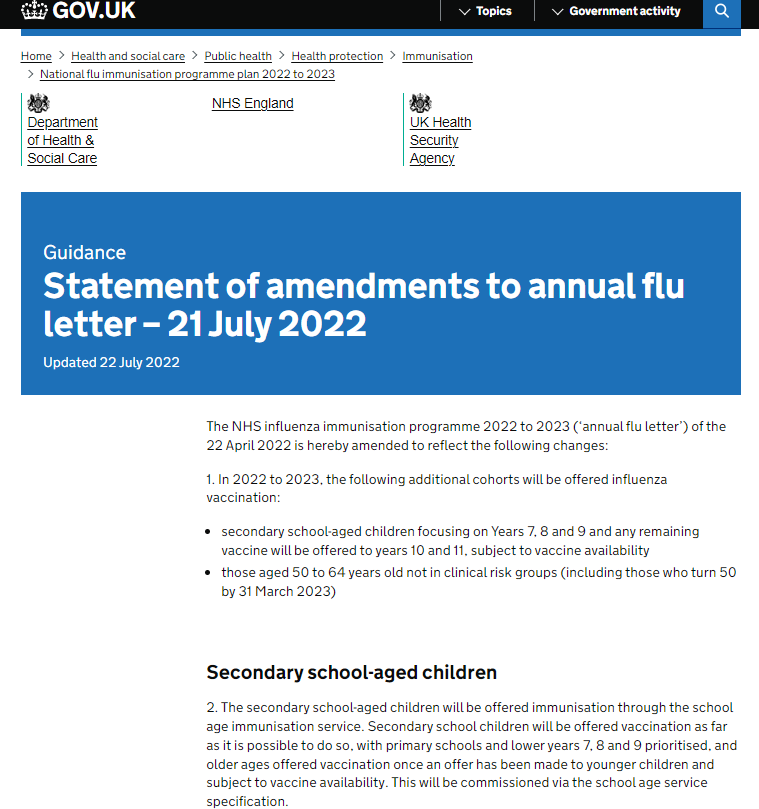 GOV.UK
Topics
Government activity
Home > Health and social care > Public health > Health protection > Immunisation
> National flu immunisation programme plan 2022 to 2023
Department
of Health &
Social Care
NHS England
UK Health
Security
Agency
Guidance
Statement of amendments to annual flu
letter – 21 July 2022
Updated 22 July 2022
The NHS influenza immunisation programme 2022 to 2023 (‘annual flu letter’) of the
22 April 2022 is hereby amended to reflect the following changes:
1. In 2022 to 2023, the following additional cohorts will be offered influenza
vaccination:
• secondary school-aged children focusing on Years 7, 8 and 9 and any remaining
vaccine will be offered to years 10 and 11, subject to vaccine availability
• those aged 50 to 64 years old not in clinical risk groups (including those who turn 50
by 31 March 2023)
Secondary school-aged children
2. The secondary school-aged children will be offered immunisation through the school
age immunisation service. Secondary school children will be offered vaccination as far
as it is possible to do so, with primary schools and lower years 7, 8 and 9 prioritised, and
older ages offered vaccination once an offer has been made to younger children and
subject to vaccine availability. This will be commissioned via the school age service
specification.